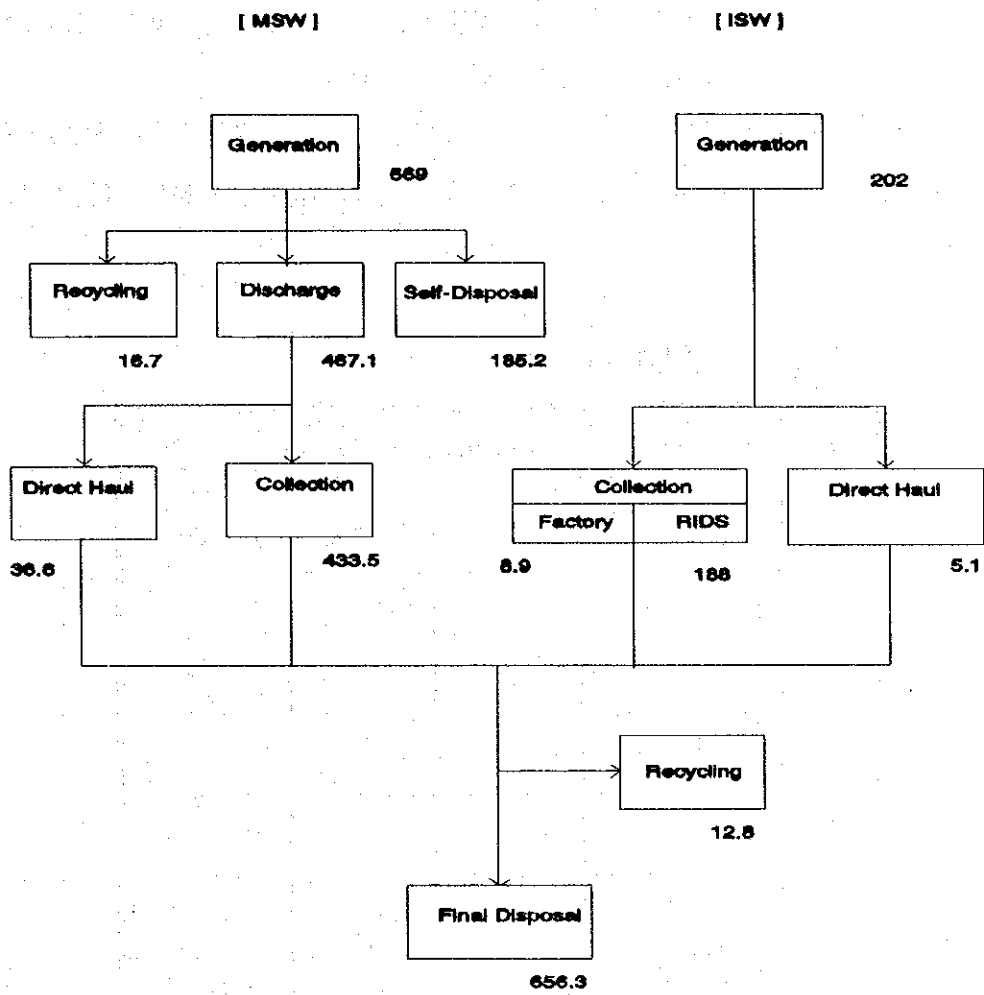 [ MSW ]
[ ISW ]
Generation
669
Generation
202
Recycling
16.7
Discharge
467.1
Self-Disposal
185.2
Direct Haul
36.6
Collection
433.5
Collection
Factory
RIDS
8.9
188
Direct Haul
5.1
Recycling
12.8
Final Disposal
656.3